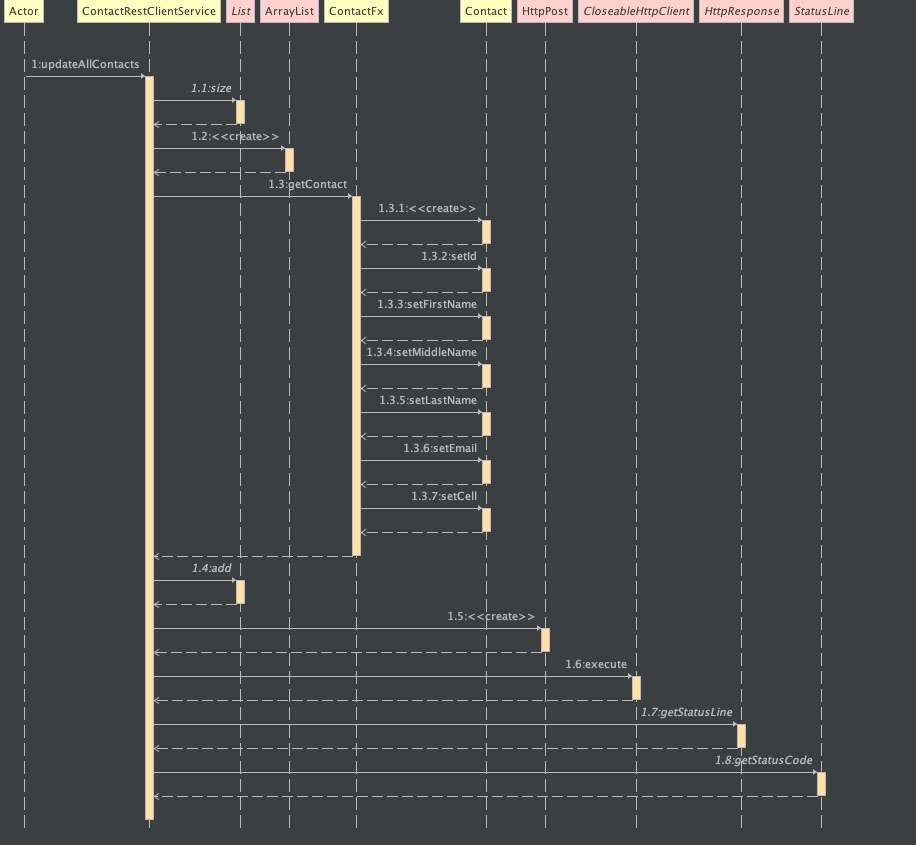 Actor
ContactRestClientService
List
ArrayList
ContactFx
Contact
HttpPost
CloseableHttpClient
HttpResponse
StatusLine
1:updateAllContacts
1.1:size
1.2:<<create>>
1.3:getContact
1.3.1:<<create>>
1.3.2:setId
1.3.3:setFirstName
1.3.4:setMiddleName
1.3.5:setLastName
1.3.6:setEmail
1.3.7:setCell
1.4:add
1.5:<<create>>
1.6:execute
1.7:getStatusLine
1.8:getStatusCode